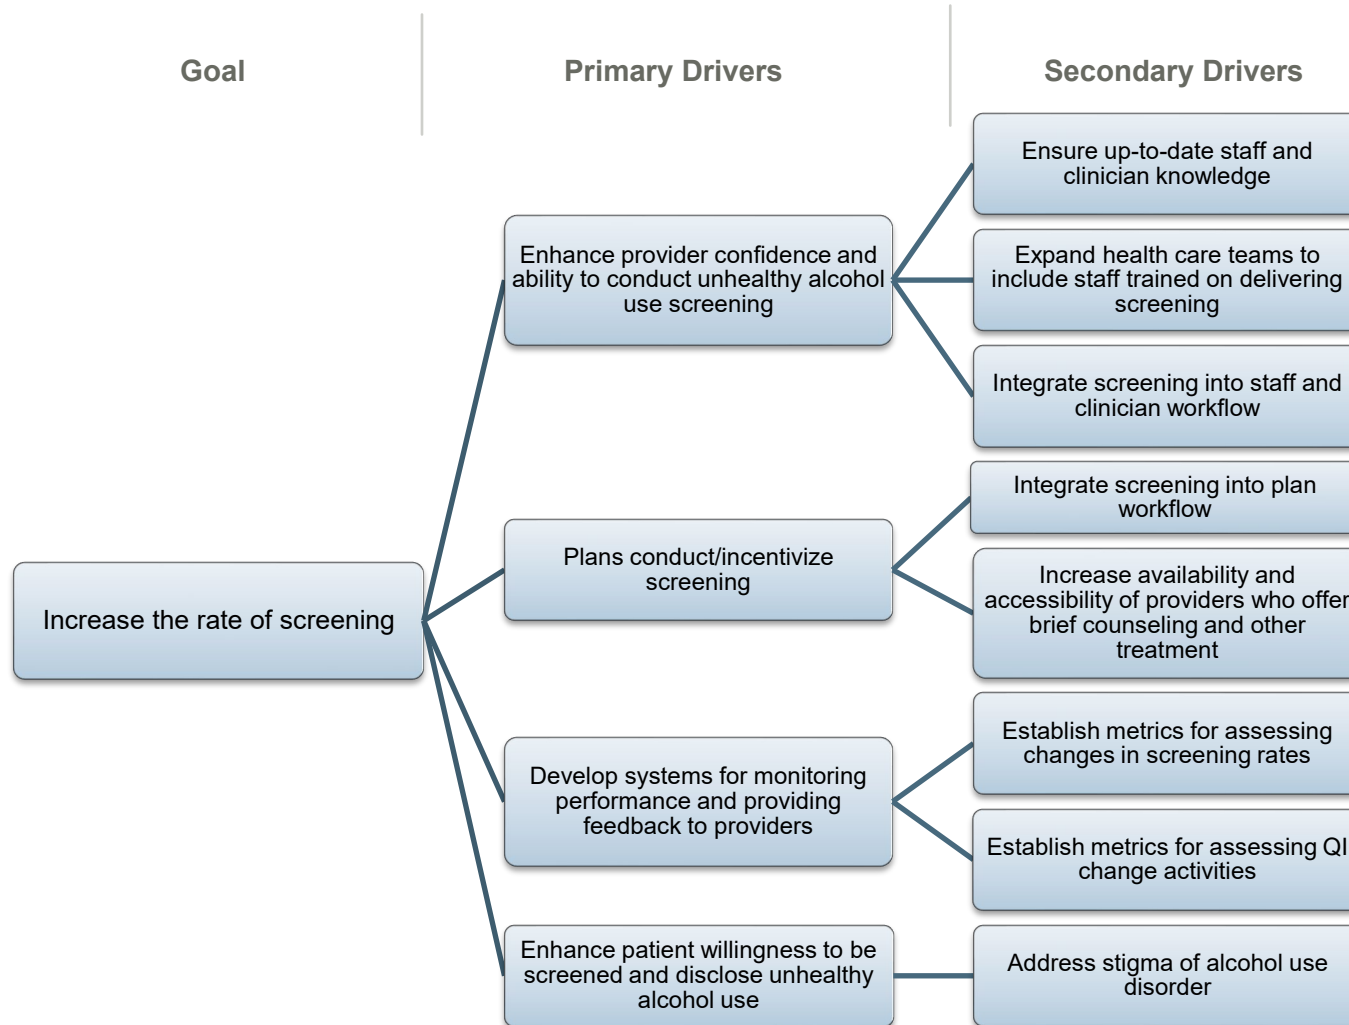 Goal
Primary Drivers
Secondary Drivers
Increase the rate of screening
Enhance provider confidence and
ability to conduct unhealthy alcohol
use screening
Ensure up-to-date staff and
clinician knowledge
Expand health care teams to
include staff trained on delivering
screening
Integrate screening into staff and
clinician workflow
Plans conduct/incentivize
screening
Integrate screening into plan
workflow
Increase availability and
accessibility of providers who offer
brief counseling and other
treatment
Develop systems for monitoring
performance and providing
feedback to providers
Establish metrics for assessing
changes in screening rates
Establish metrics for assessing QI
change activities
Enhance patient willingness to be
screened and disclose unhealthy
alcohol use
Address stigma of alcohol use
disorder